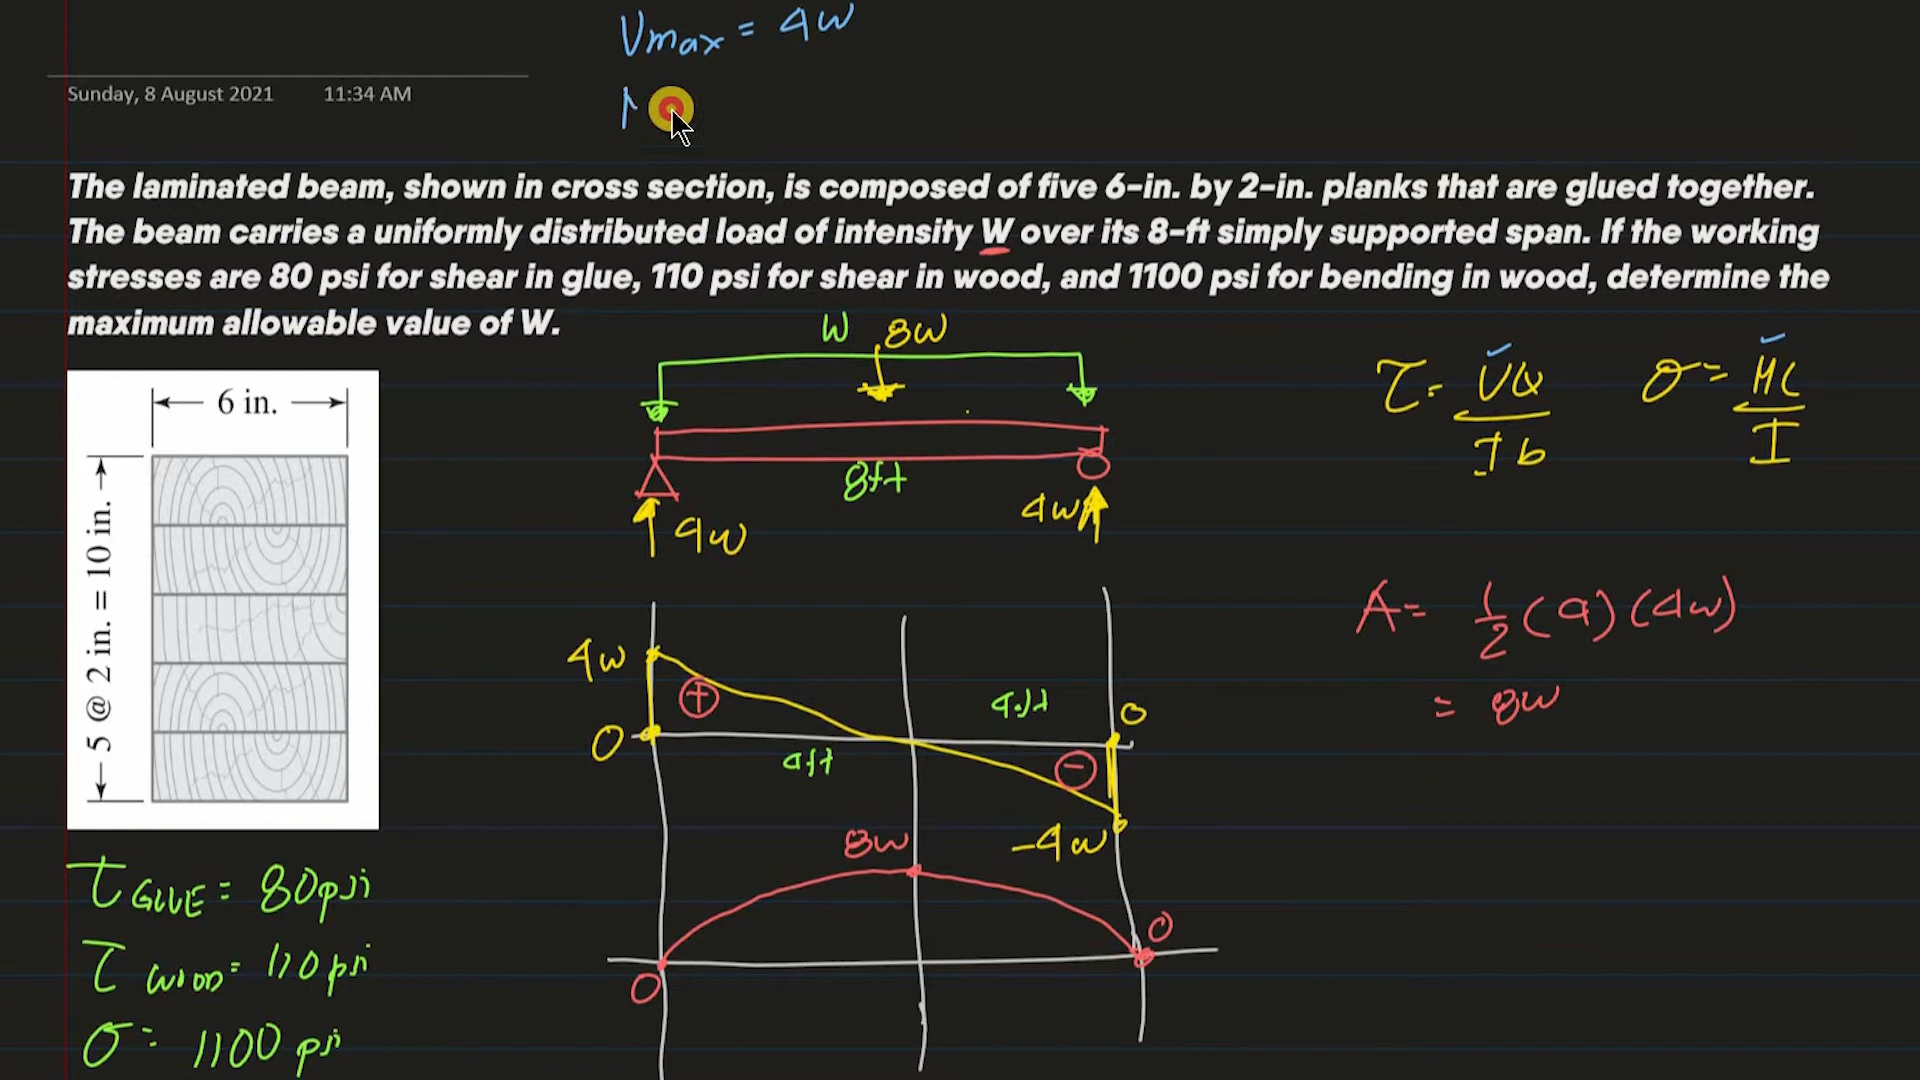 Vmax = 4w
Sunday, 8 August 2021 11:34 AM
The laminated beam, shown in cross section, is composed of five 6-in. by 2-in. planks that are glued together.
The beam carries a uniformly distributed load of intensity W over its 8-ft simply supported span. If the working
stresses are 80 psi for shear in glue, 110 psi for shear in wood, and 1100 psi for bending in wood, determine the
maximum allowable value of W.
W 8W
8ft
4w 4w
6 in.
5 @ 2 in. = 10 in.
τ = VQ / Ib σ = MC / I
A = 1/2 (4) (4w)
= 8w
4w
0
+
4ft
4ft
0
−
-4w
8w
0
0
τ GLUE = 80 psi
τ WOOD = 110 psi
σ = 1100 psi